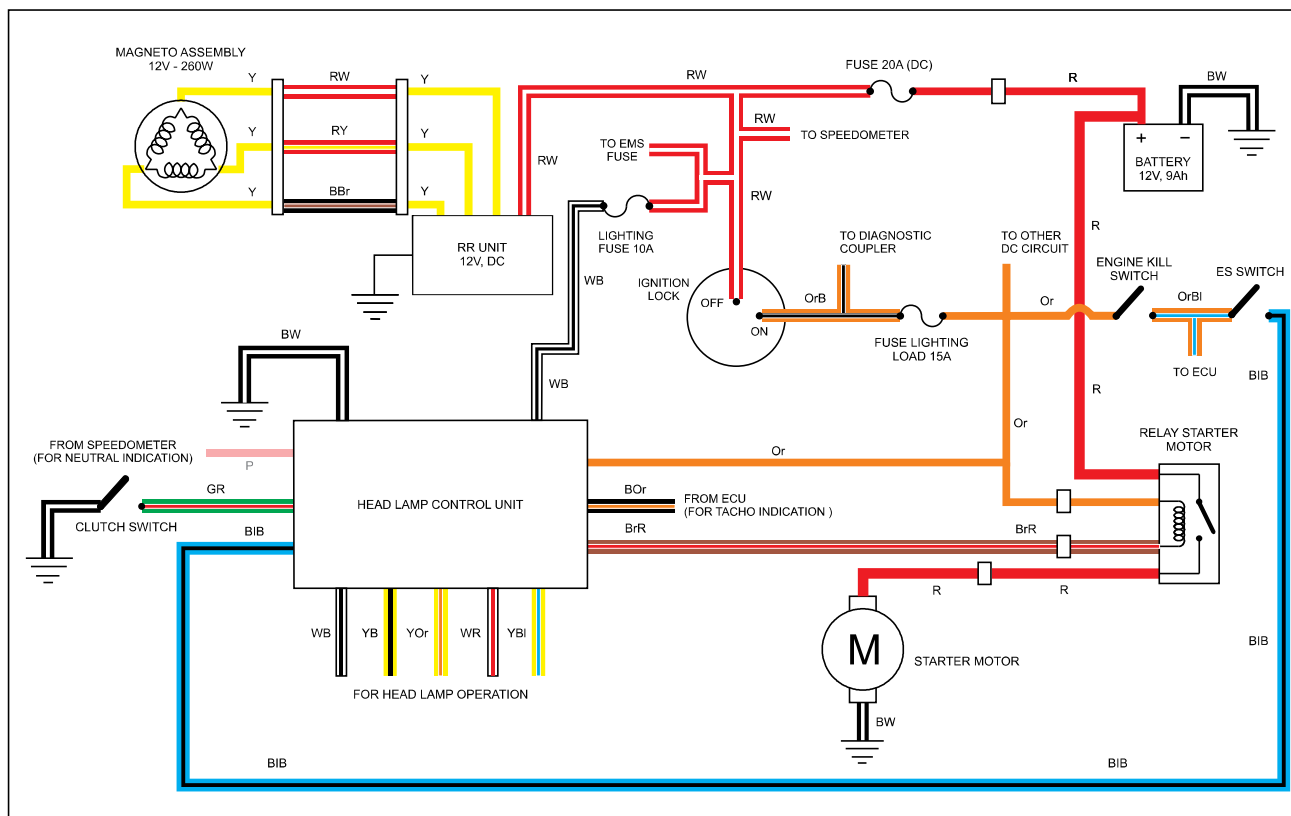 MAGNETO ASSEMBLY
12V - 260W
Y
RW
Y
Y
RY
Y
Y
BBr
Y
RW
RW
FUSE 20A (DC)
R
BW
RW
TO SPEEDOMETER
TO EMS
FUSE
RW
+
−
BATTERY
12V, 9Ah
RR UNIT
12V, DC
LIGHTING
FUSE 10A
WB
IGNITION
LOCK
OFF
ON
TO DIAGNOSTIC
COUPLER
OrB
FUSE LIGHTING
LOAD 15A
TO OTHER
DC CIRCUIT
R
Or
ENGINE KILL
SWITCH
OrBl
ES SWITCH
TO ECU
BlB
BW
WB
R
Or
RELAY STARTER
MOTOR
FROM SPEEDOMETER
(FOR NEUTRAL INDICATION)
P
GR
CLUTCH SWITCH
BlB
HEAD LAMP CONTROL UNIT
Or
BOr
FROM ECU
(FOR TACHO INDICATION )
BrR
BrR
R
R
WB
YB
YOr
WR
YBl
FOR HEAD LAMP OPERATION
M
STARTER MOTOR
BW
BlB
BlB
BlB